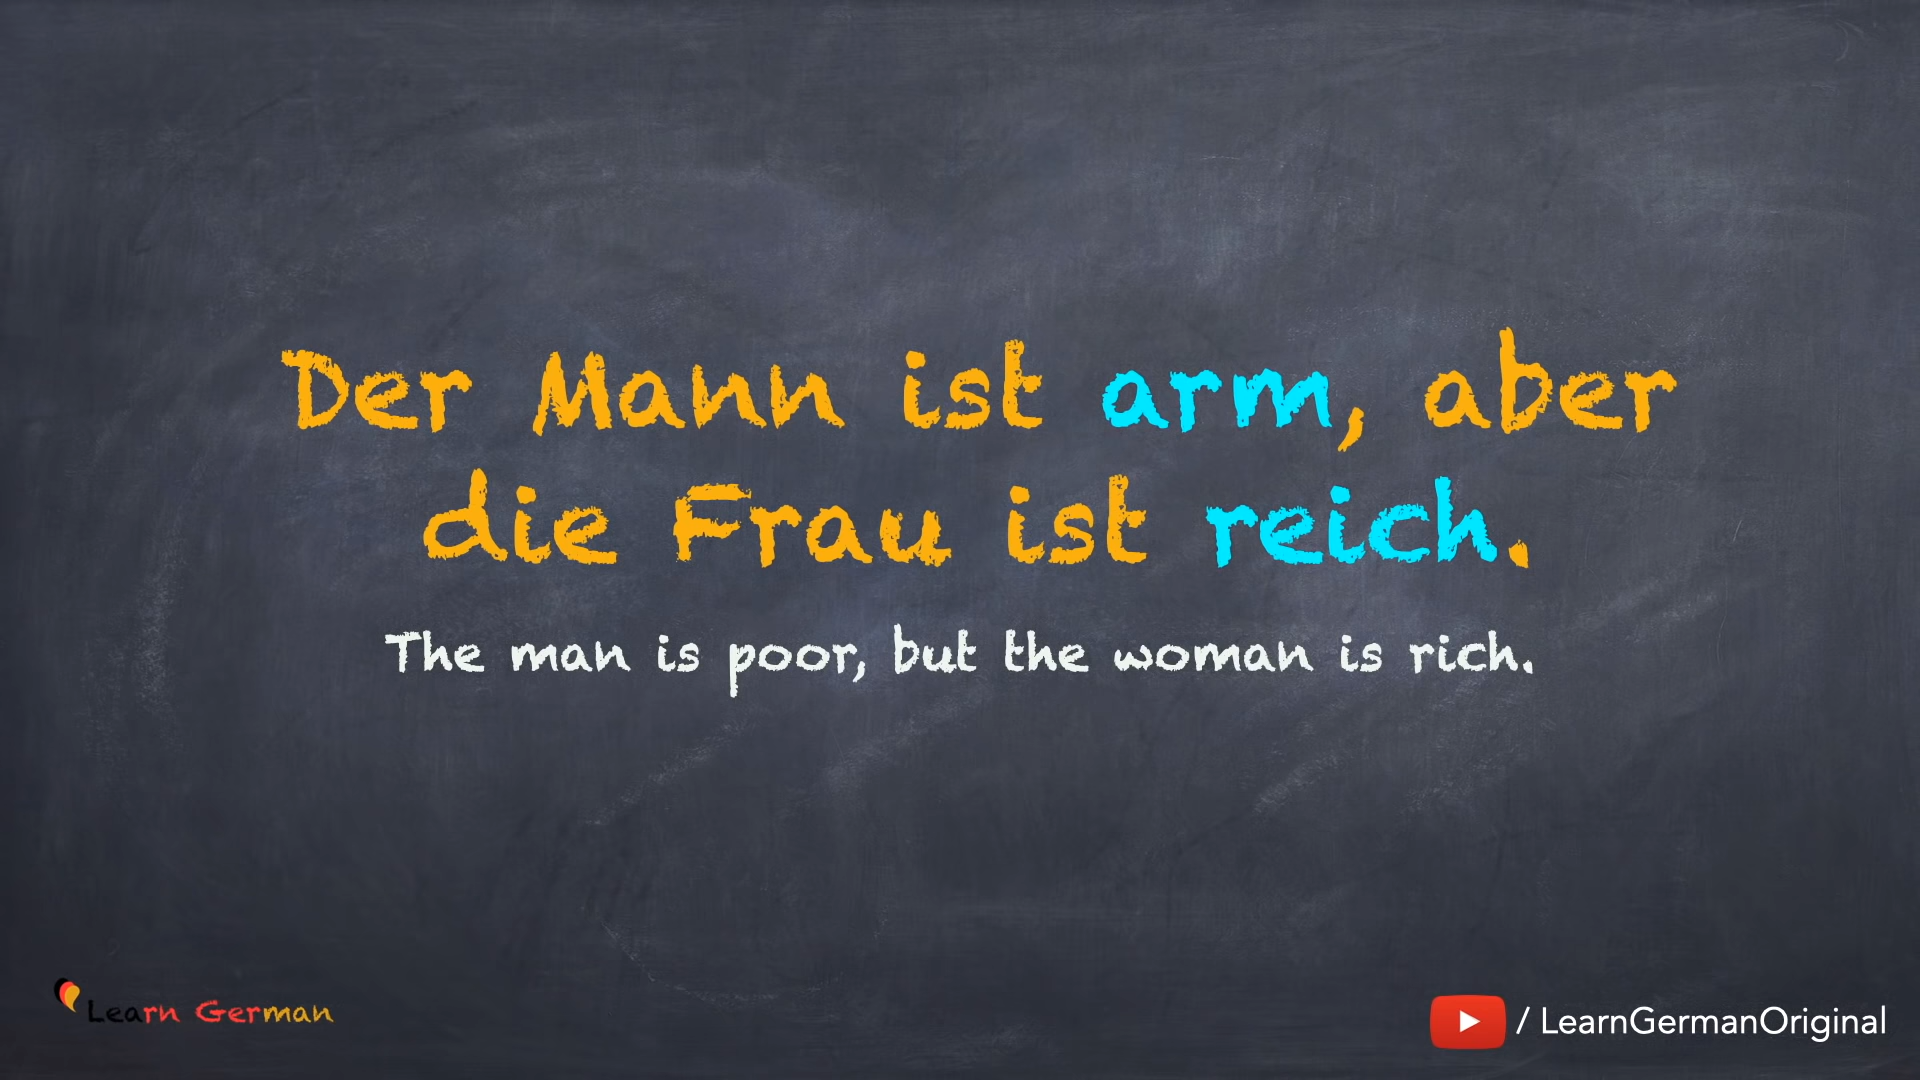 Der Mann ist arm, aber
die Frau ist reich.
The man is poor, but the woman is rich.
Learn German
/ LearnGermanOriginal